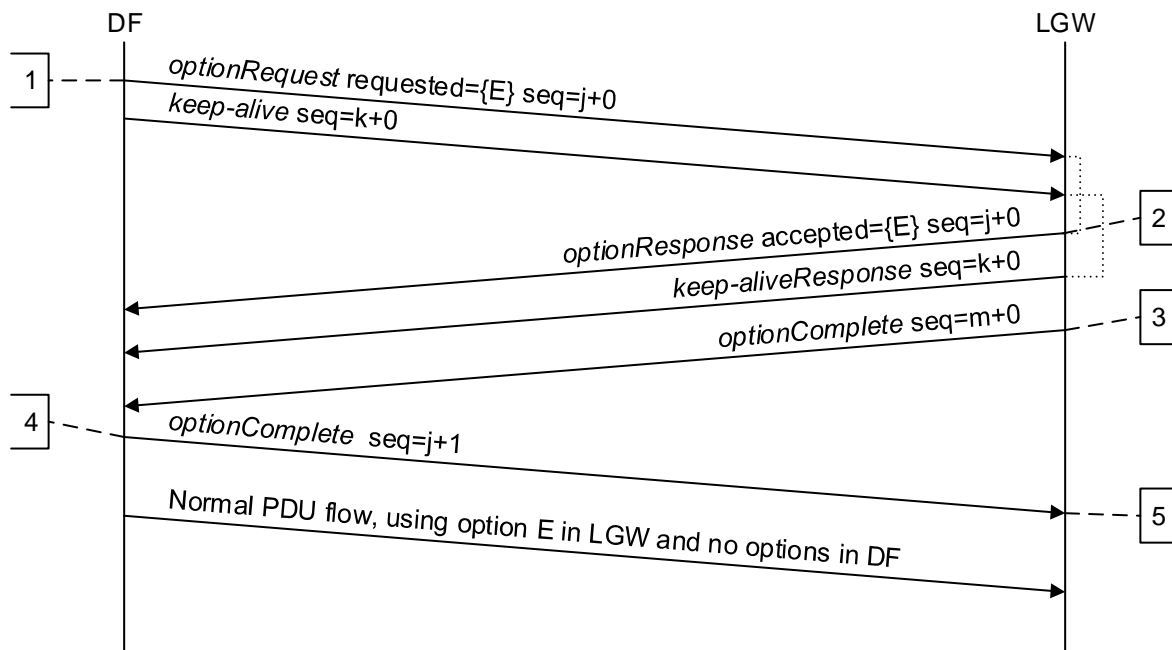 DF
LGW
1
optionRequest requested={E} seq=j+0
keep-alive seq=k+0
optionResponse accepted={E} seq=j+0
2
keep-aliveResponse seq=k+0
optionComplete seq=m+0
3
4
optionComplete seq=j+1
Normal PDU flow, using option E in LGW and no options in DF
5